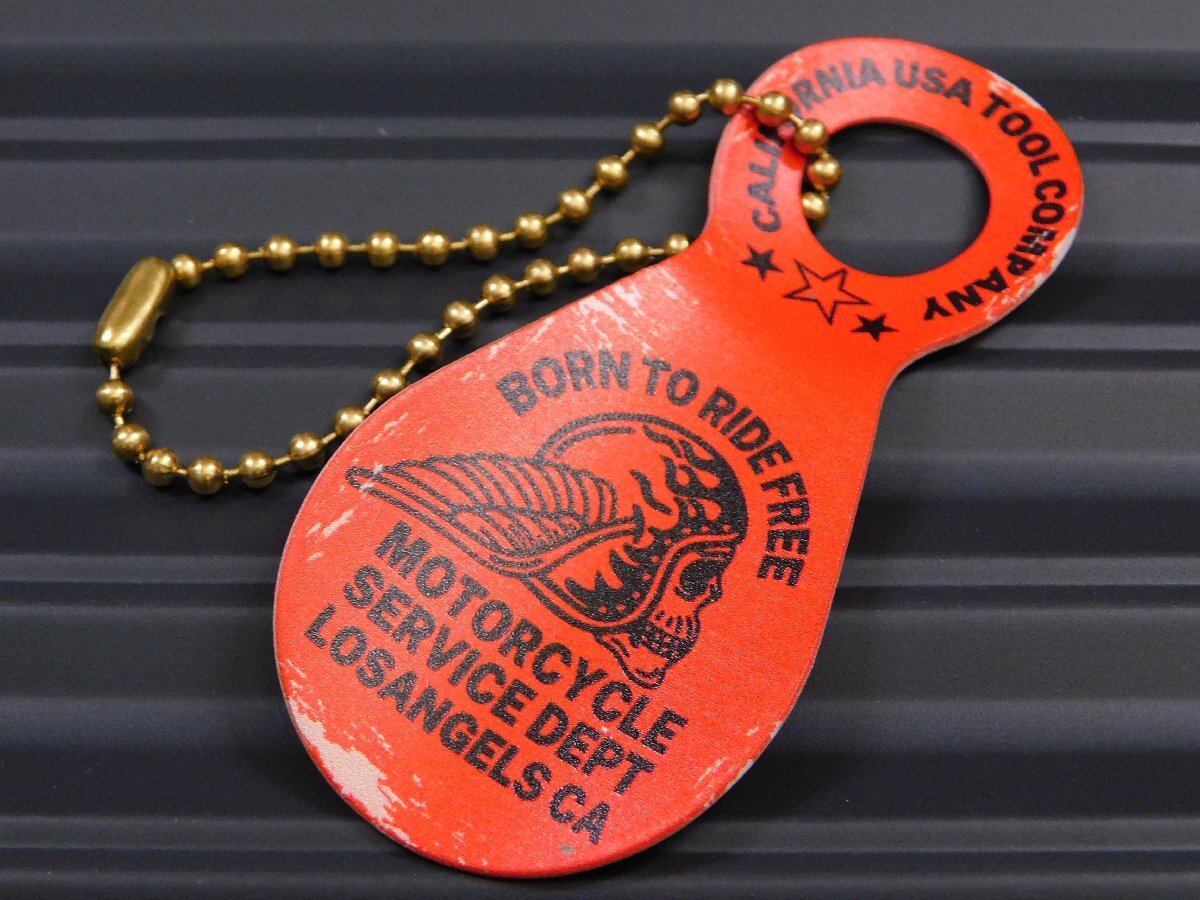 CALIFORNIA USA TOOL COMPANY
BORN TO RIDE FREE
MOTORCYCLE
SERVICE DEPT
LOSANGELS CA